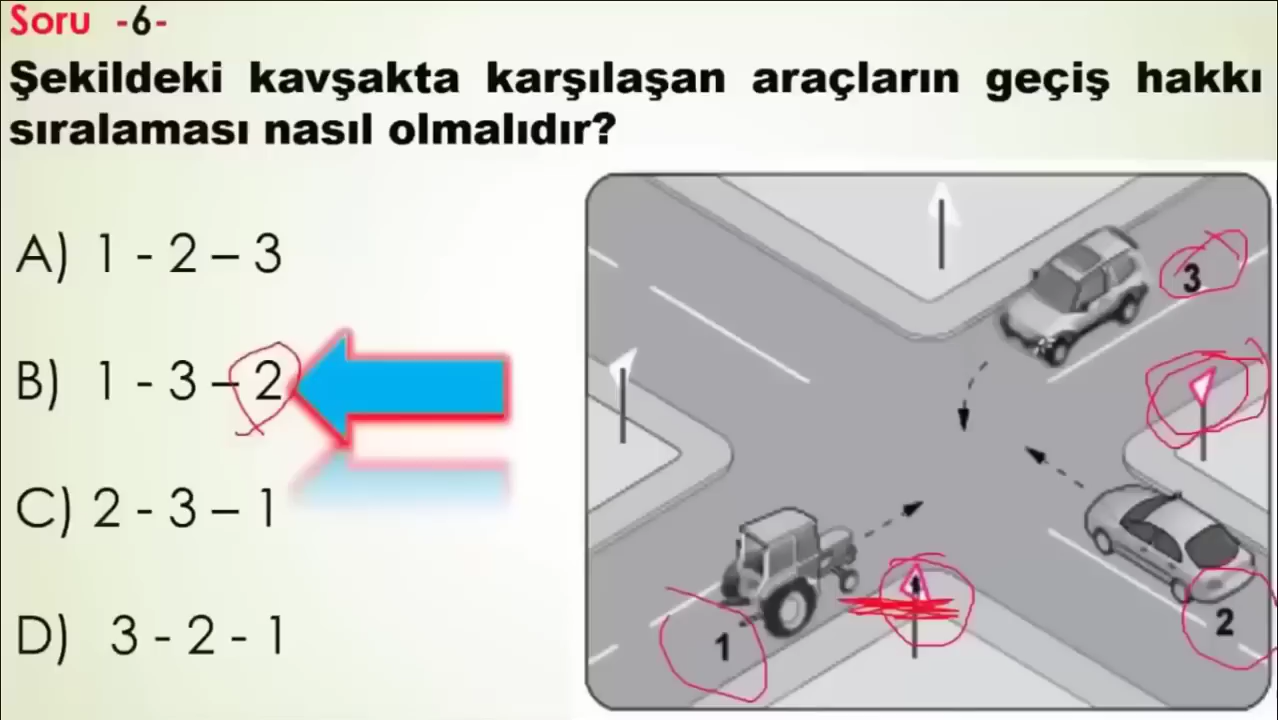 Soru -6-
Şekildeki kavşakta karşılaşan araçların geçiş hakkı
sıralaması nasıl olmalıdır?
A) 1 - 2 – 3
B) 1 - 3 – 2
C) 2 - 3 – 1
D) 3 - 2 - 1
3
1
2